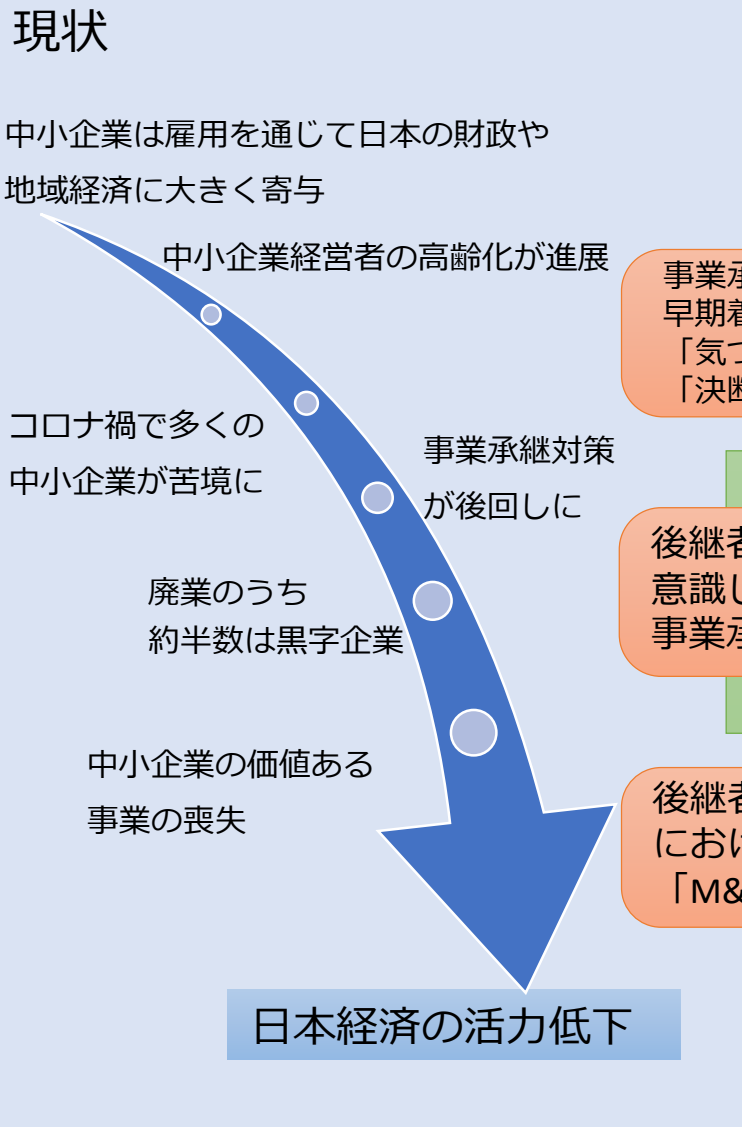 現状
中小企業は雇用を通じて日本の財政や
地域経済に大きく寄与
中小企業経営者の高齢化が進展
コロナ禍で多くの
中小企業が苦境に
事業承継対策
が後回しに
廃業のうち
約半数は黒字企業
中小企業の価値ある
事業の喪失
日本経済の活力低下
事業承
早期着
「気づ
「決断
後継者
意識し
事業承
後継者
におけ
「M&